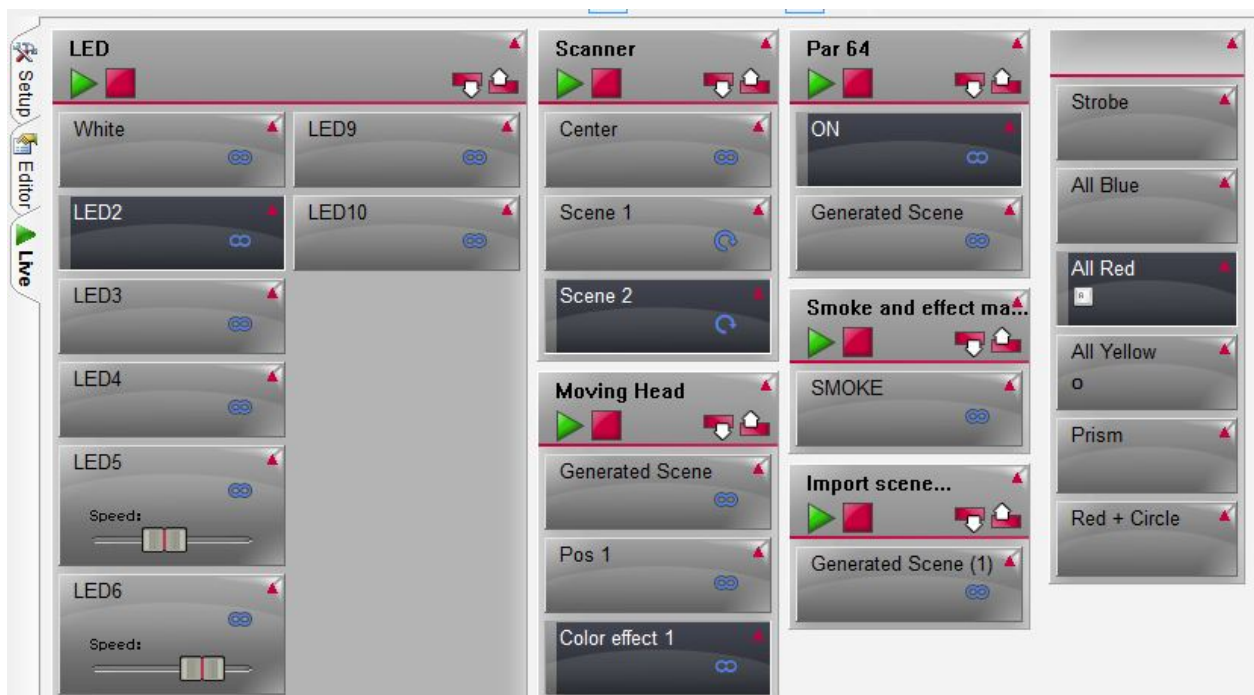 Setup
Editor
Live
LED
White
LED2
LED3
LED4
LED5
Speed:
LED6
Speed:
LED9
LED10
Scanner
Center
Scene 1
Scene 2
Moving Head
Generated Scene
Pos 1
Color effect 1
Par 64
ON
Generated Scene
Smoke and effect ma...
SMOKE
Import scene...
Generated Scene (1)
Strobe
All Blue
All Red
All Yellow
o
Prism
Red + Circle